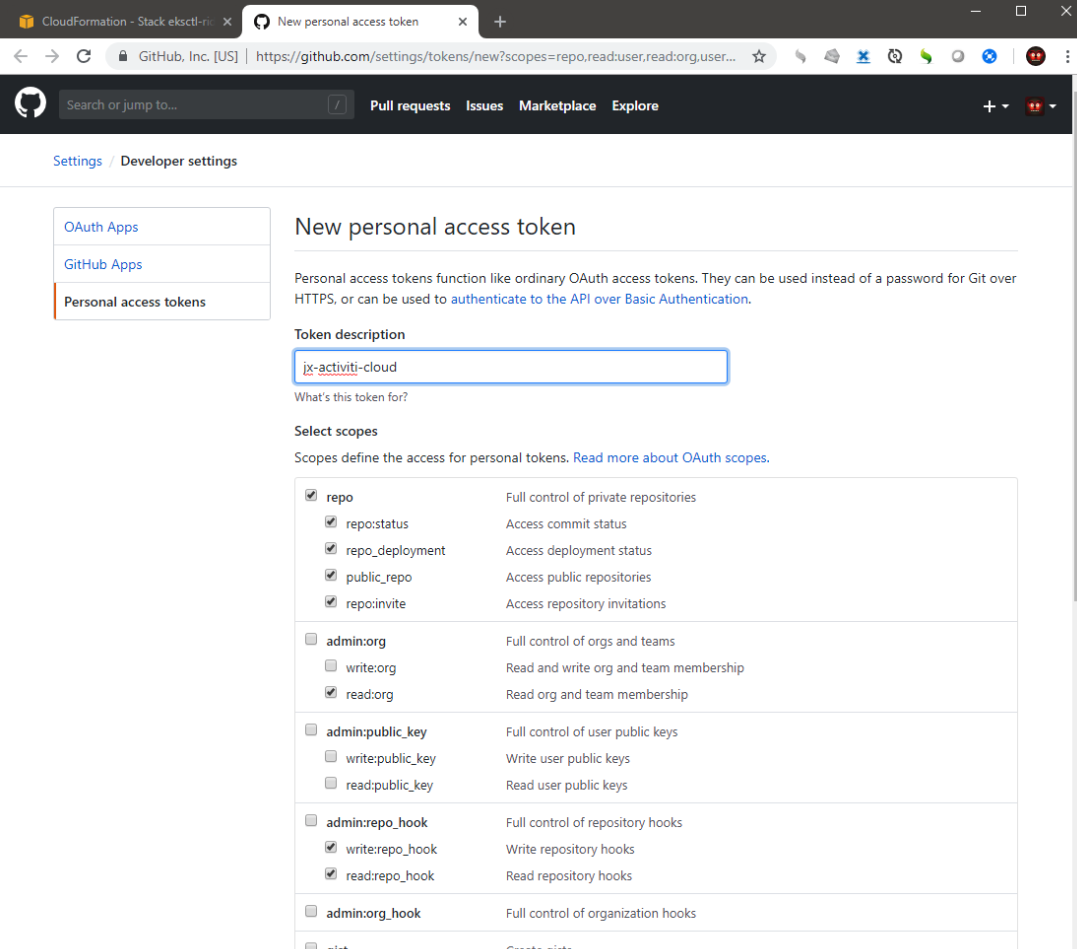 CloudFormation - Stack eksctl-ri
New personal access token
GitHub, Inc. [US] https://github.com/settings/tokens/new?scopes=repo,read:user,read:org,user...
Search or jump to... /
Pull requests Issues Marketplace Explore
Settings / Developer settings
OAuth Apps
GitHub Apps
Personal access tokens
New personal access token
Personal access tokens function like ordinary OAuth access tokens. They can be used instead of a password for Git over
HTTPS, or can be used to authenticate to the API over Basic Authentication.
Token description
jx-activiti-cloud
What's this token for?
Select scopes
Scopes define the access for personal tokens. Read more about OAuth scopes.
repo Full control of private repositories
repo:status Access commit status
repo_deployment Access deployment status
public_repo Access public repositories
repo:invite Access repository invitations
admin:org Full control of orgs and teams
write:org Read and write org and team membership
read:org Read org and team membership
admin:public_key Full control of user public keys
write:public_key Write user public keys
read:public_key Read user public keys
admin:repo_hook Full control of repository hooks
write:repo_hook Write repository hooks
read:repo_hook Read repository hooks
admin:org_hook Full control of organization hooks
gist Create gists